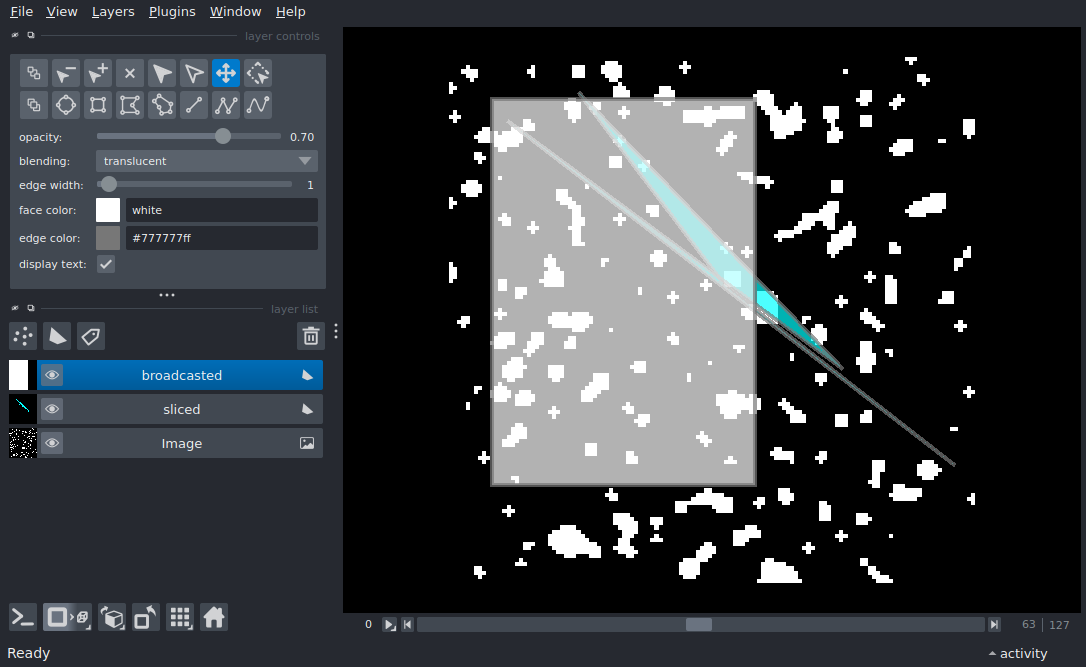 File View Layers Plugins Window Help
layer controls
opacity: 0.70
blending: translucent
edge width: 1
face color: white
edge color: #777777ff
display text:
layer list
broadcasted
sliced
Image
0 63 127
Ready activity